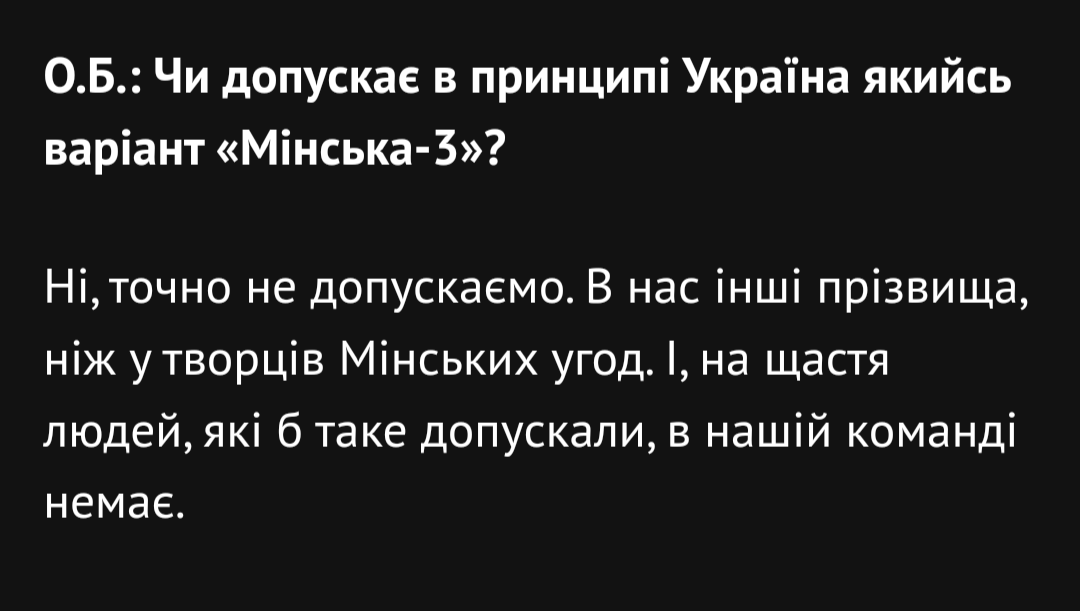 О.Б.: Чи допускає в принципі Україна якийсь
варіант «Мінська-3»?
Ні, точно не допускаємо. В нас інші прізвища,
ніж у творців Мінських угод. І, на щастя
людей, які б таке допускали, в нашій команді
немає.